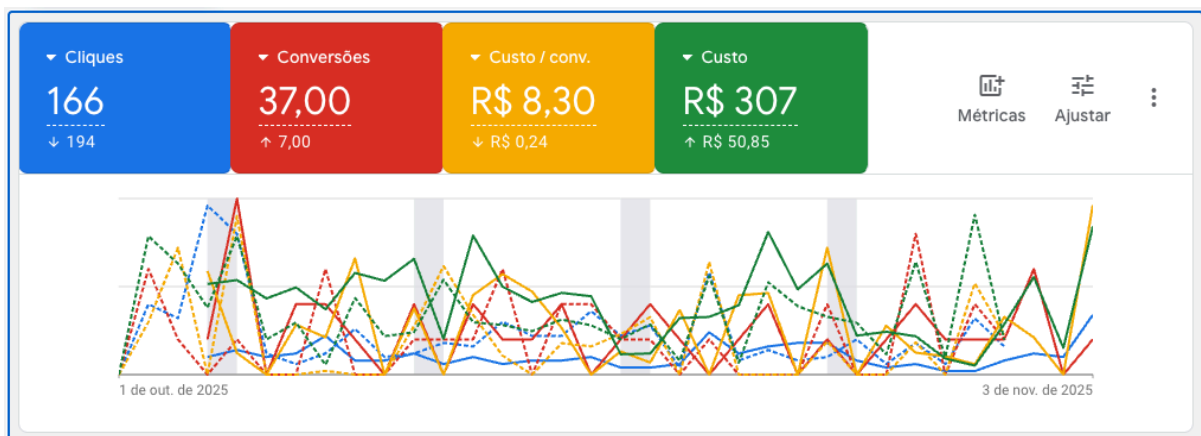 Cliques
166
↓ 194
Conversões
37,00
↑ 7,00
Custo / conv.
R$ 8,30
↓ R$ 0,24
Custo
R$ 307
↑ R$ 50,85
Métricas
Ajustar
1 de out. de 2025
3 de nov. de 2025